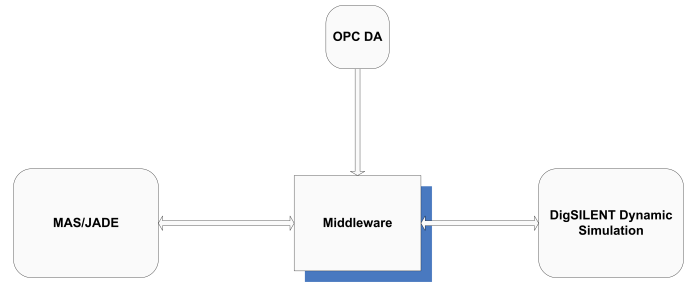 OPC DA
MAS/JADE
Middleware
DigSILENT Dynamic
Simulation